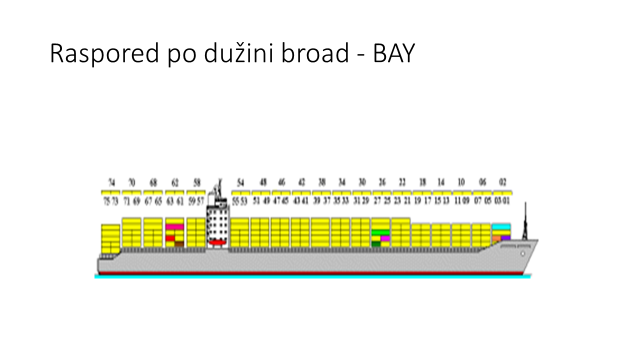 Raspored po dužini broad - BAY
74 70 68 62 58 54 48 46 42 38 34 30 26 22 18 14 10 06 02
75 73 71 69 67 65 63 61 59 57 55 53 51 49 47 45 43 41 39 37 35 33 31 29 27 25 23 21 19 17 15 13 11 09 07 05 03 01